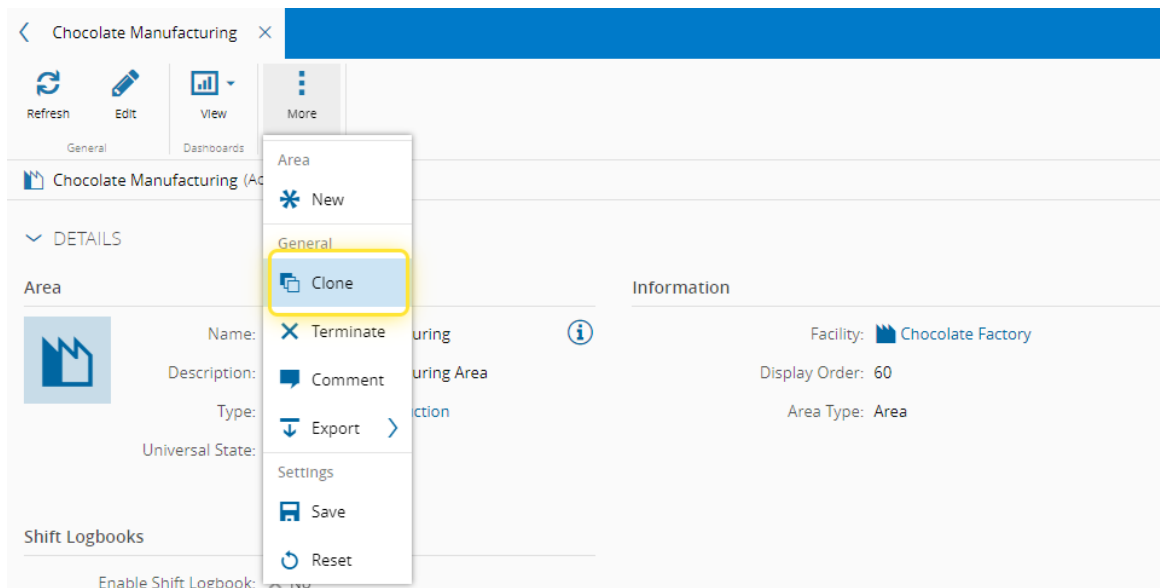 Chocolate Manufacturing
Refresh Edit View More
General Dashboards
Area
Chocolate Manufacturing
New
DETAILS
General
Clone
Area
Information
Terminate
Name: uring
Facility: Chocolate Factory
Comment
Description: uring Area
Display Order: 60
Type: ction
Area Type: Area
Export
Universal State:
Settings
Save
Shift Logbooks
Reset
Enable Shift Logbook: No